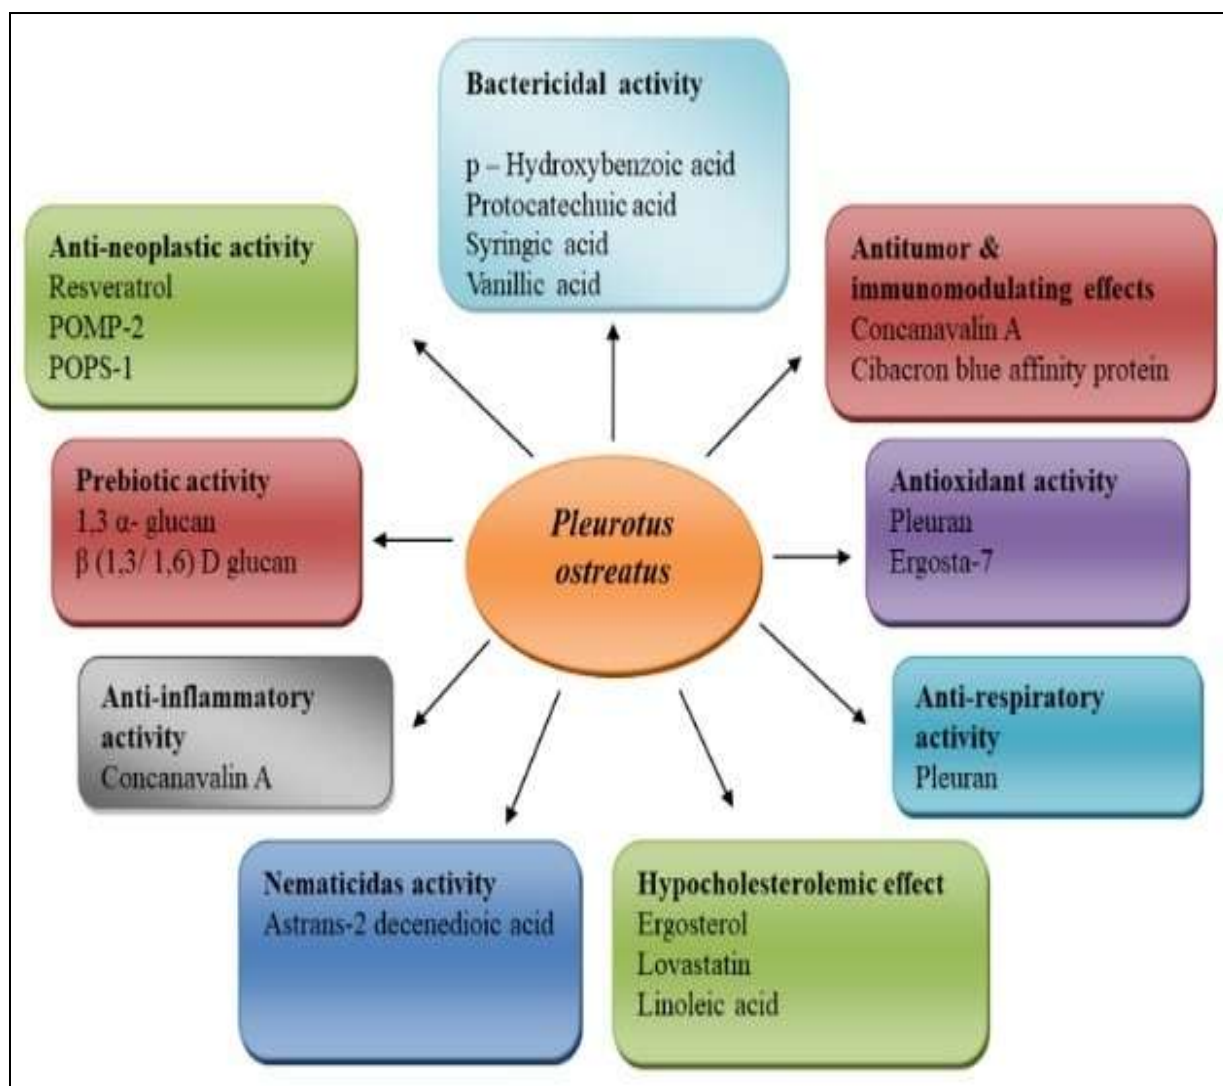 Bactericidal activity
p – Hydroxybenzoic acid
Protocatechuic acid
Syringic acid
Vanillic acid
Anti-neoplastic activity
Resveratrol
POMP-2
POPS-1
Antitumor &
immunomodulating effects
Concanavalin A
Cibacron blue affinity protein
Prebiotic activity
1,3 α- glucan
β (1,3/ 1,6) D glucan
Pleurotus
ostreatus
Antioxidant activity
Pleuran
Ergosta-7
Anti-inflammatory
activity
Concanavalin A
Anti-respiratory
activity
Pleuran
Nematicidas activity
Astrans-2 decenedioic acid
Hypocholesterolemic effect
Ergosterol
Lovastatin
Linoleic acid